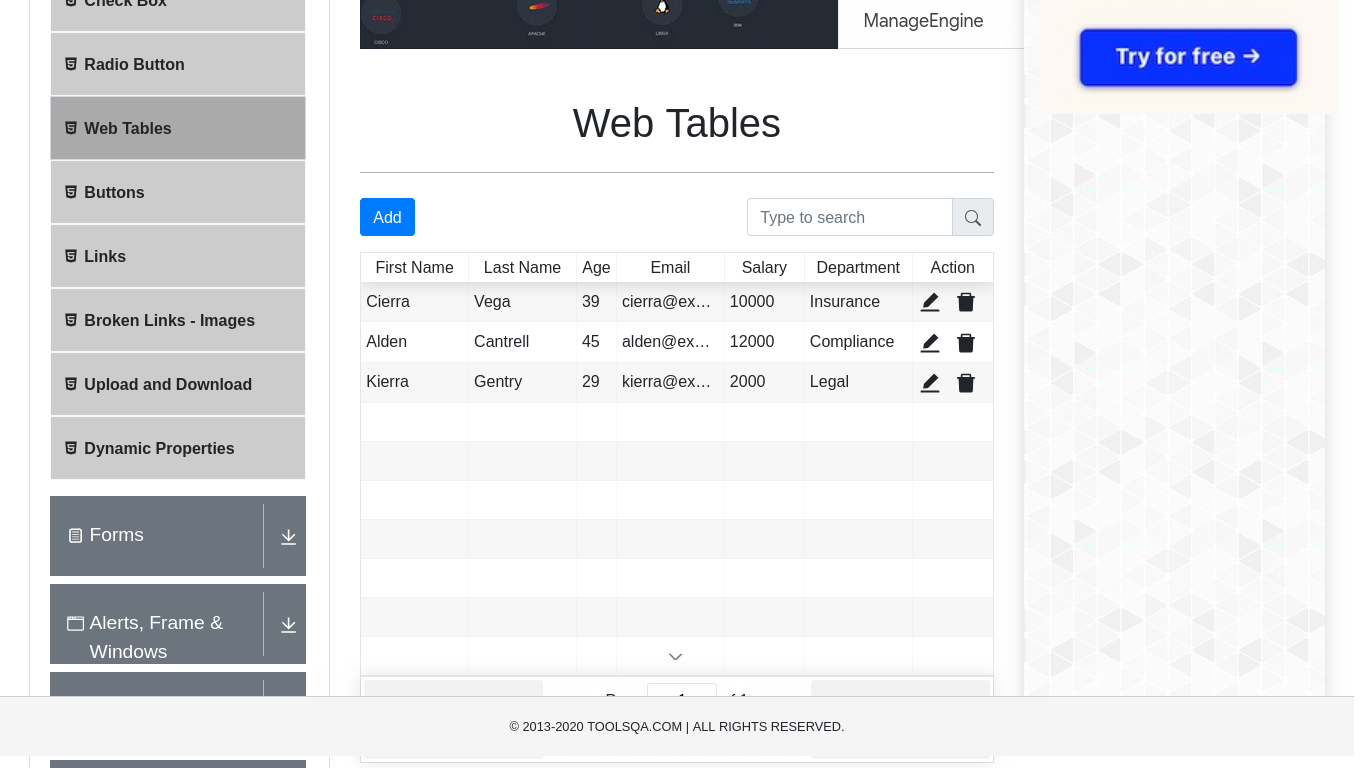 Check Box
Radio Button
Web Tables
Buttons
Links
Broken Links - Images
Upload and Download
Dynamic Properties
Forms
Alerts, Frame &
Windows
CISCO
CISCO
APACHE
LINUX
ManageEngine
Try for free →
Web Tables
Add
Type to search
First Name Last Name Age Email Salary Department Action
Cierra Vega 39 cierra@ex... 10000 Insurance
Alden Cantrell 45 alden@ex... 12000 Compliance
Kierra Gentry 29 kierra@ex... 2000 Legal
© 2013-2020 TOOLSQA.COM | ALL RIGHTS RESERVED.